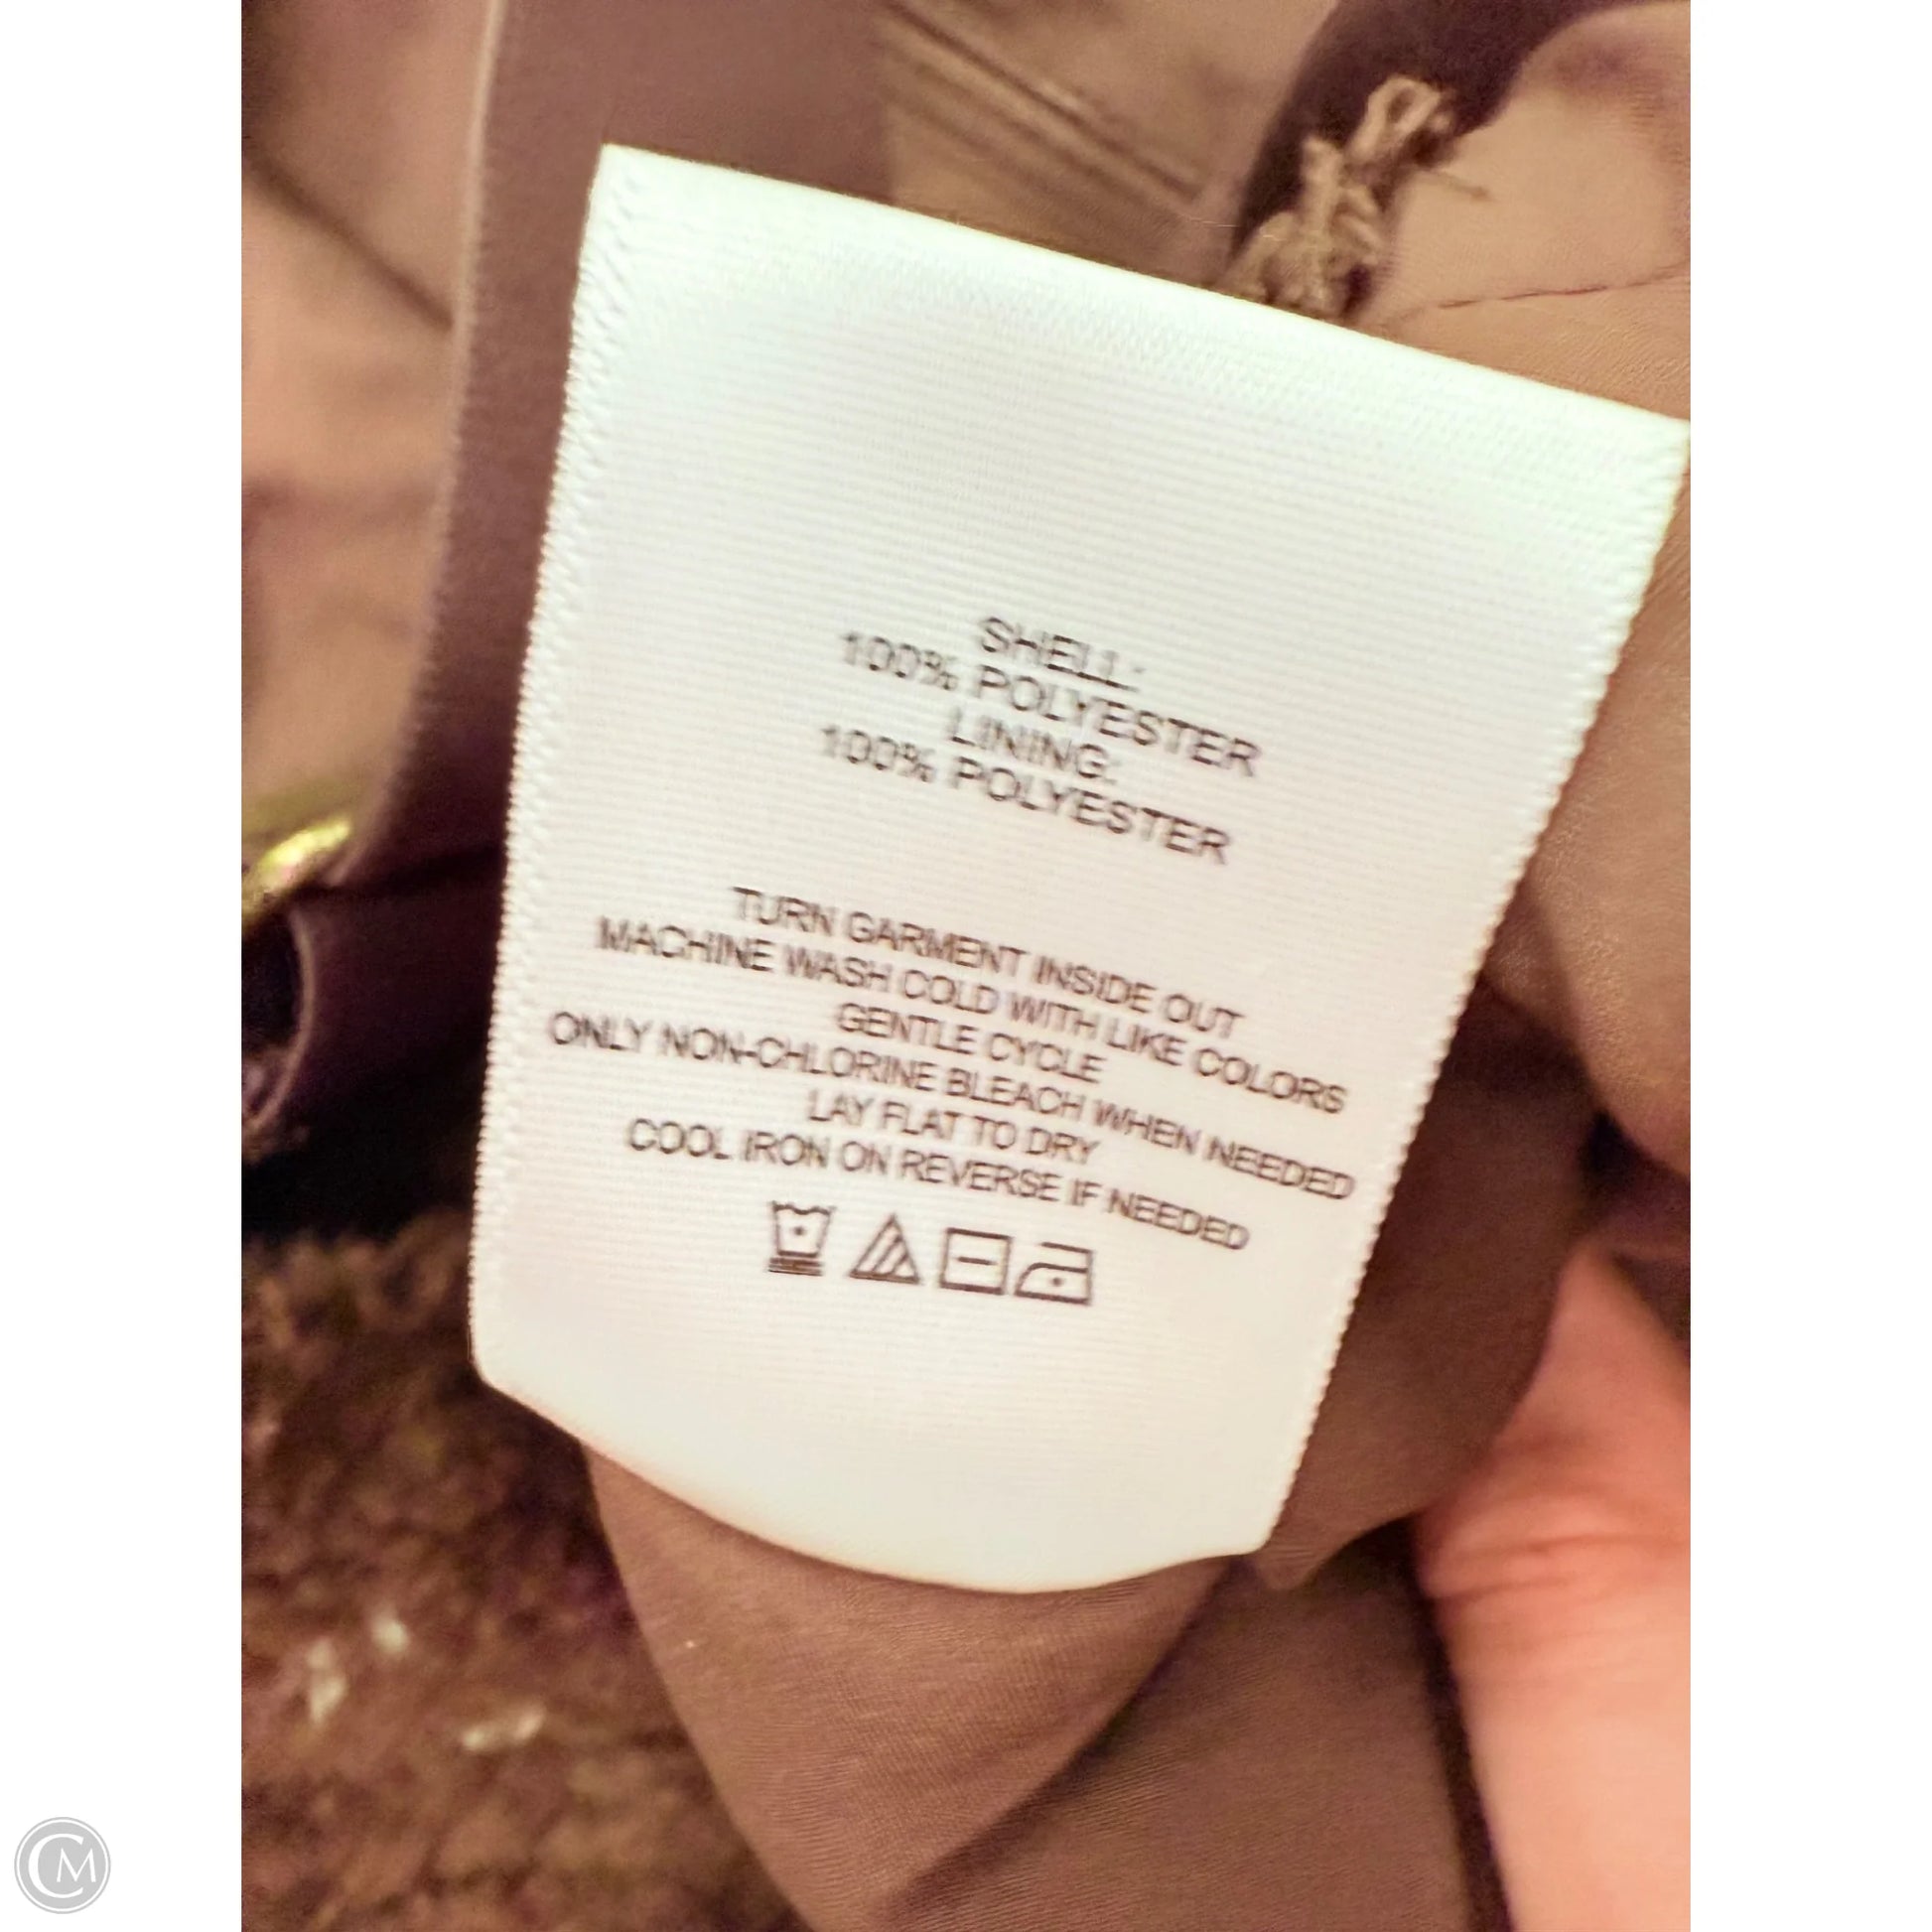 SHELL:
100% POLYESTER
LINING:
100% POLYESTER
TURN GARMENT INSIDE OUT
MACHINE WASH COLD WITH LIKE COLORS
GENTLE CYCLE
ONLY NON-CHLORINE BLEACH WHEN NEEDED
LAY FLAT TO DRY
COOL IRON ON REVERSE IF NEEDED
CM